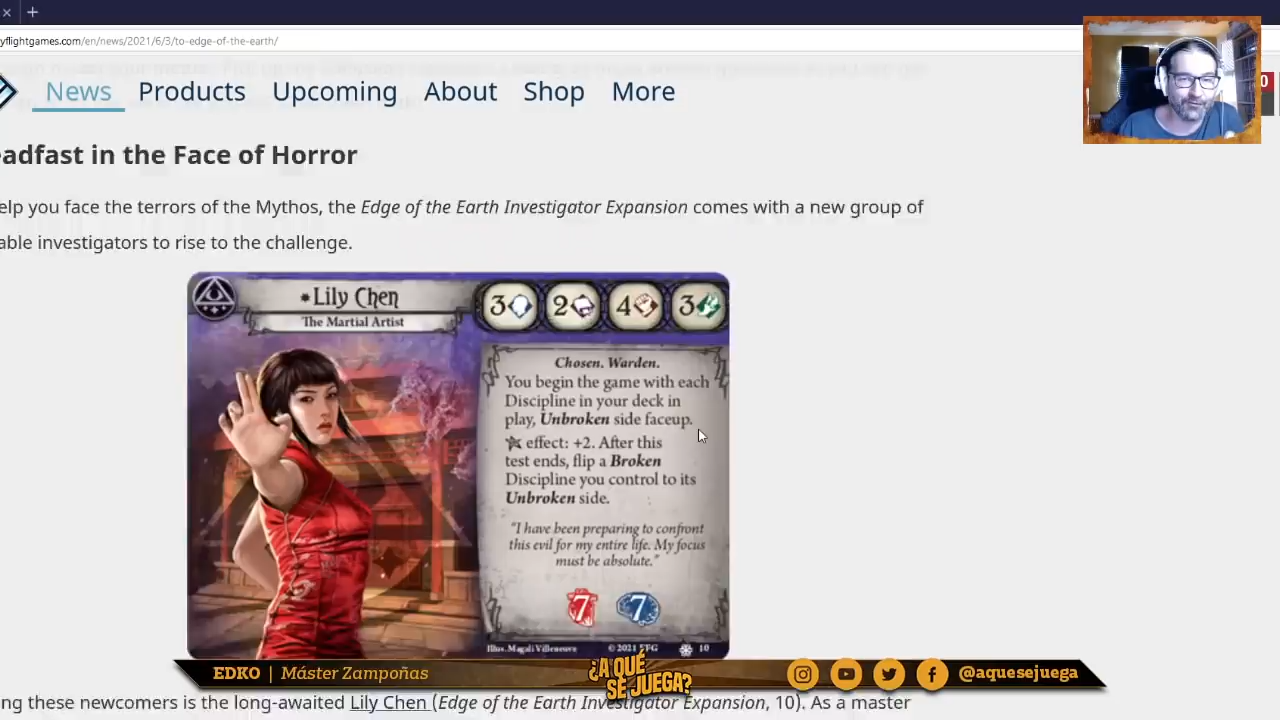 × +
yflightgames.com/en/news/2021/6/3/to-edge-of-the-earth/
News Products Upcoming About Shop More
0
eadfast in the Face of Horror
elp you face the terrors of the Mythos, the Edge of the Earth Investigator Expansion comes with a new group of
able investigators to rise to the challenge.
Lily Chen
The Martial Artist
3 2 4 3
Chosen. Warden.
You begin the game with each
Discipline in your deck in
play, Unbroken side faceup.
effect: +2. After this
test ends, flip a Broken
Discipline you control to its
Unbroken side.
"I have been preparing to confront
this evil for my entire life. My focus
must be absolute."
7 7
Illus. Magali Villeneuve © 2021 FFG 10
EDKO | Máster Zampoñas
¿A QUÉ
SE JUEGA?
@aquesejuega
ng these newcomers is the long-awaited Lily Chen (Edge of the Earth Investigator Expansion, 10). As a master